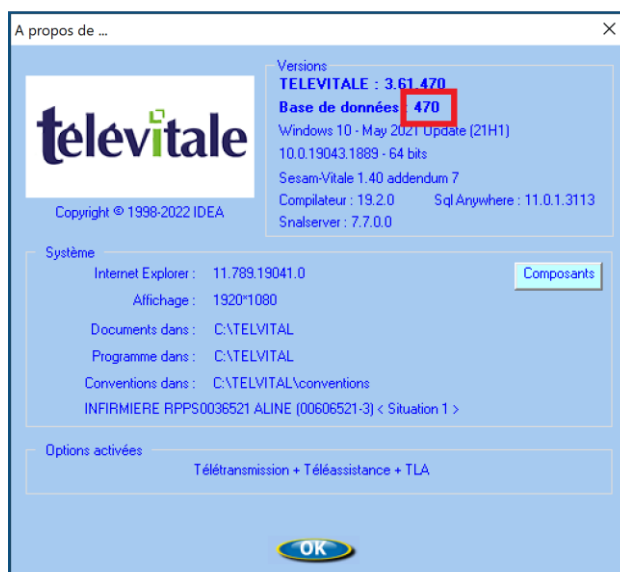 A propos de ...
télévitale
Copyright © 1998-2022 IDEA
Versions
TELEVITALE : 3.61.470
Base de données : 470
Windows 10 - May 2021 Update (21H1)
10.0.19043.1889 - 64 bits
Sesam-Vitale 1.40 addendum 7
Compilateur : 19.2.0 Sql Anywhere : 11.0.1.3113
Snalserver : 7.7.0.0
Système
Internet Explorer : 11.789.19041.0
Composants
Affichage : 1920*1080
Documents dans : C:\TELVITAL
Programme dans : C:\TELVITAL
Conventions dans : C:\TELVITAL\conventions
INFIRMIERE RPPS0036521 ALINE (00606521-3) < Situation 1 >
Options activées
Télétransmission + Téléassistance + TLA
OK